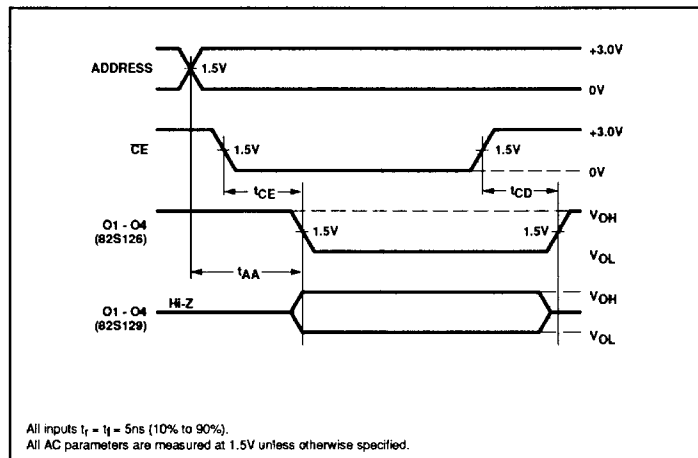 +3.0V
ADDRESS
1.5V
0V
+3.0V
CE
1.5V
1.5V
0V
tCE
tCD
O1 - O4
(82S126)
1.5V
1.5V
VOH
VOL
tAA
Hi-Z
O1 - O4
(82S129)
VOH
VOL
All inputs tr = tf = 5ns (10% to 90%).
All AC parameters are measured at 1.5V unless otherwise specified.